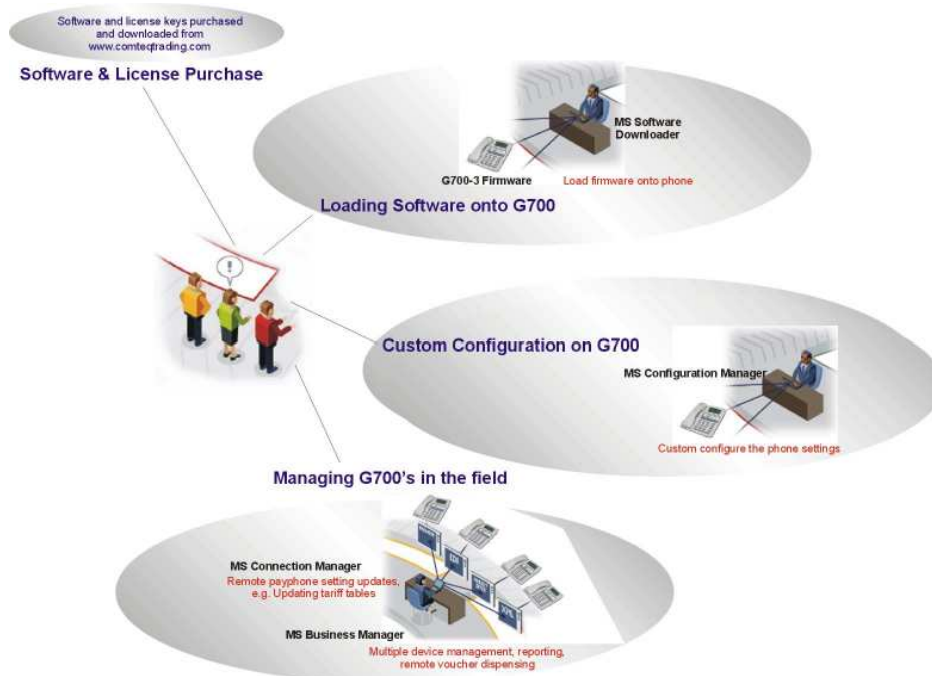 Software and license keys purchased
and downloaded from
www.comteqtrading.com
Software & License Purchase
MS Software
Downloader
G700-3 Firmware
Load firmware onto phone
Loading Software onto G700
!
Custom Configuration on G700
MS Configuration Manager
Custom configure the phone settings
Managing G700's in the field
MS Connection Manager
Remote payphone setting updates,
e.g. Updating tariff tables
XML
MS Business Manager
Multiple device management, reporting,
remote voucher dispensing